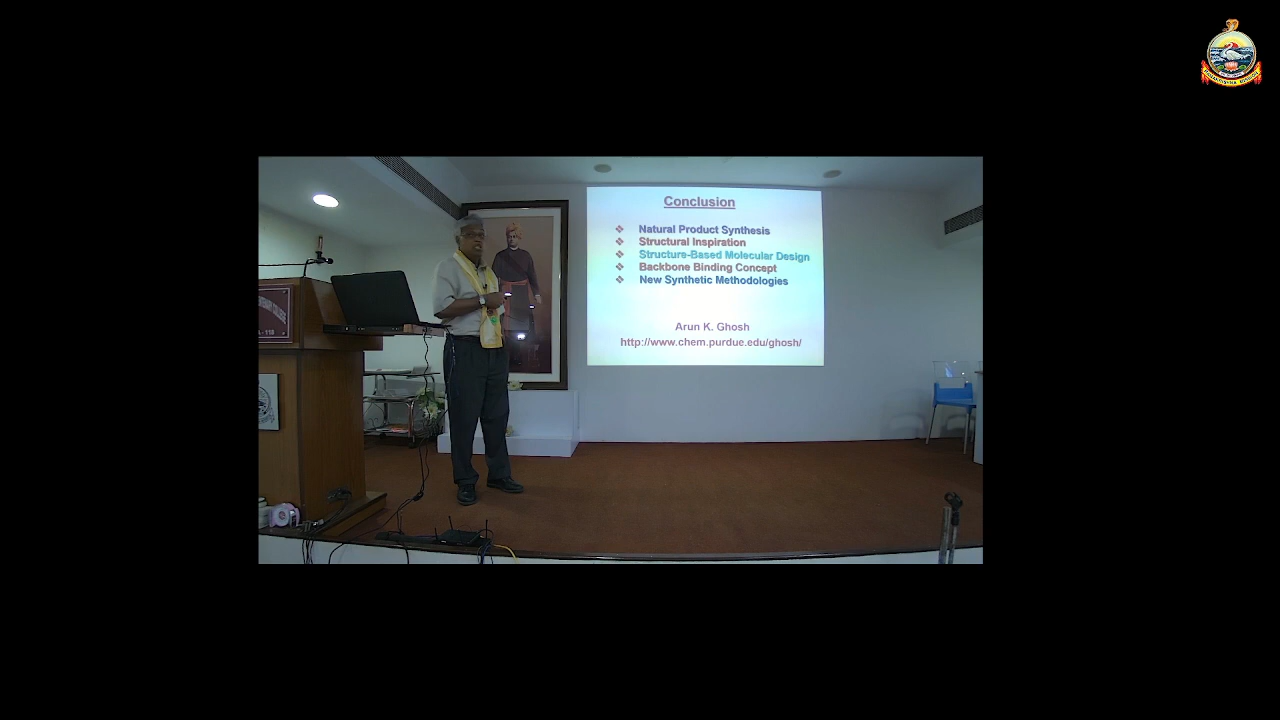 Conclusion
❖ Natural Product Synthesis
❖ Structural Inspiration
❖ Structure-Based Molecular Design
❖ Backbone Binding Concept
❖ New Synthetic Methodologies
Arun K. Ghosh
http://www.chem.purdue.edu/ghosh/
COLLEGE